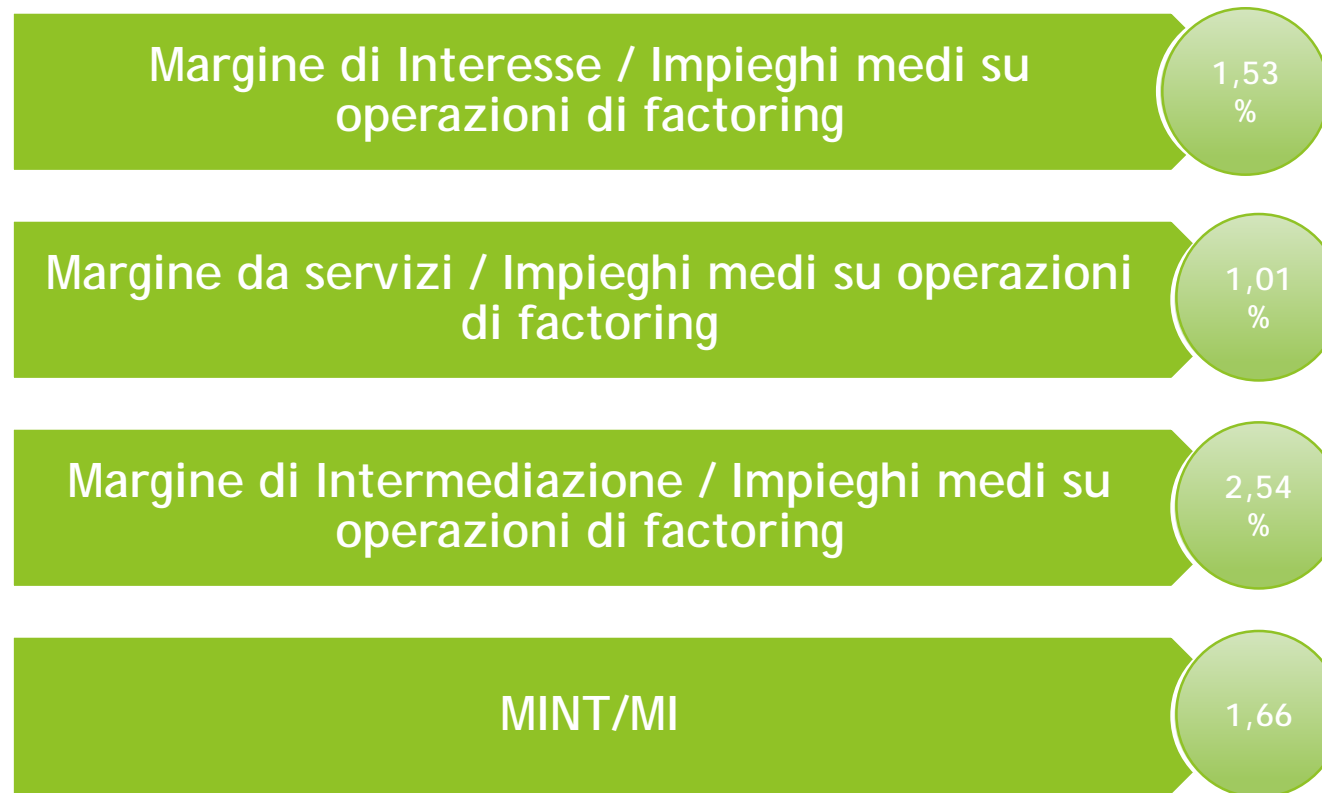 Margine di Interesse / Impieghi medi su
operazioni di factoring
1,53
%
Margine da servizi / Impieghi medi su operazioni
di factoring
1,01
%
Margine di Intermediazione / Impieghi medi su
operazioni di factoring
2,54
%
MINT/MI
1,66